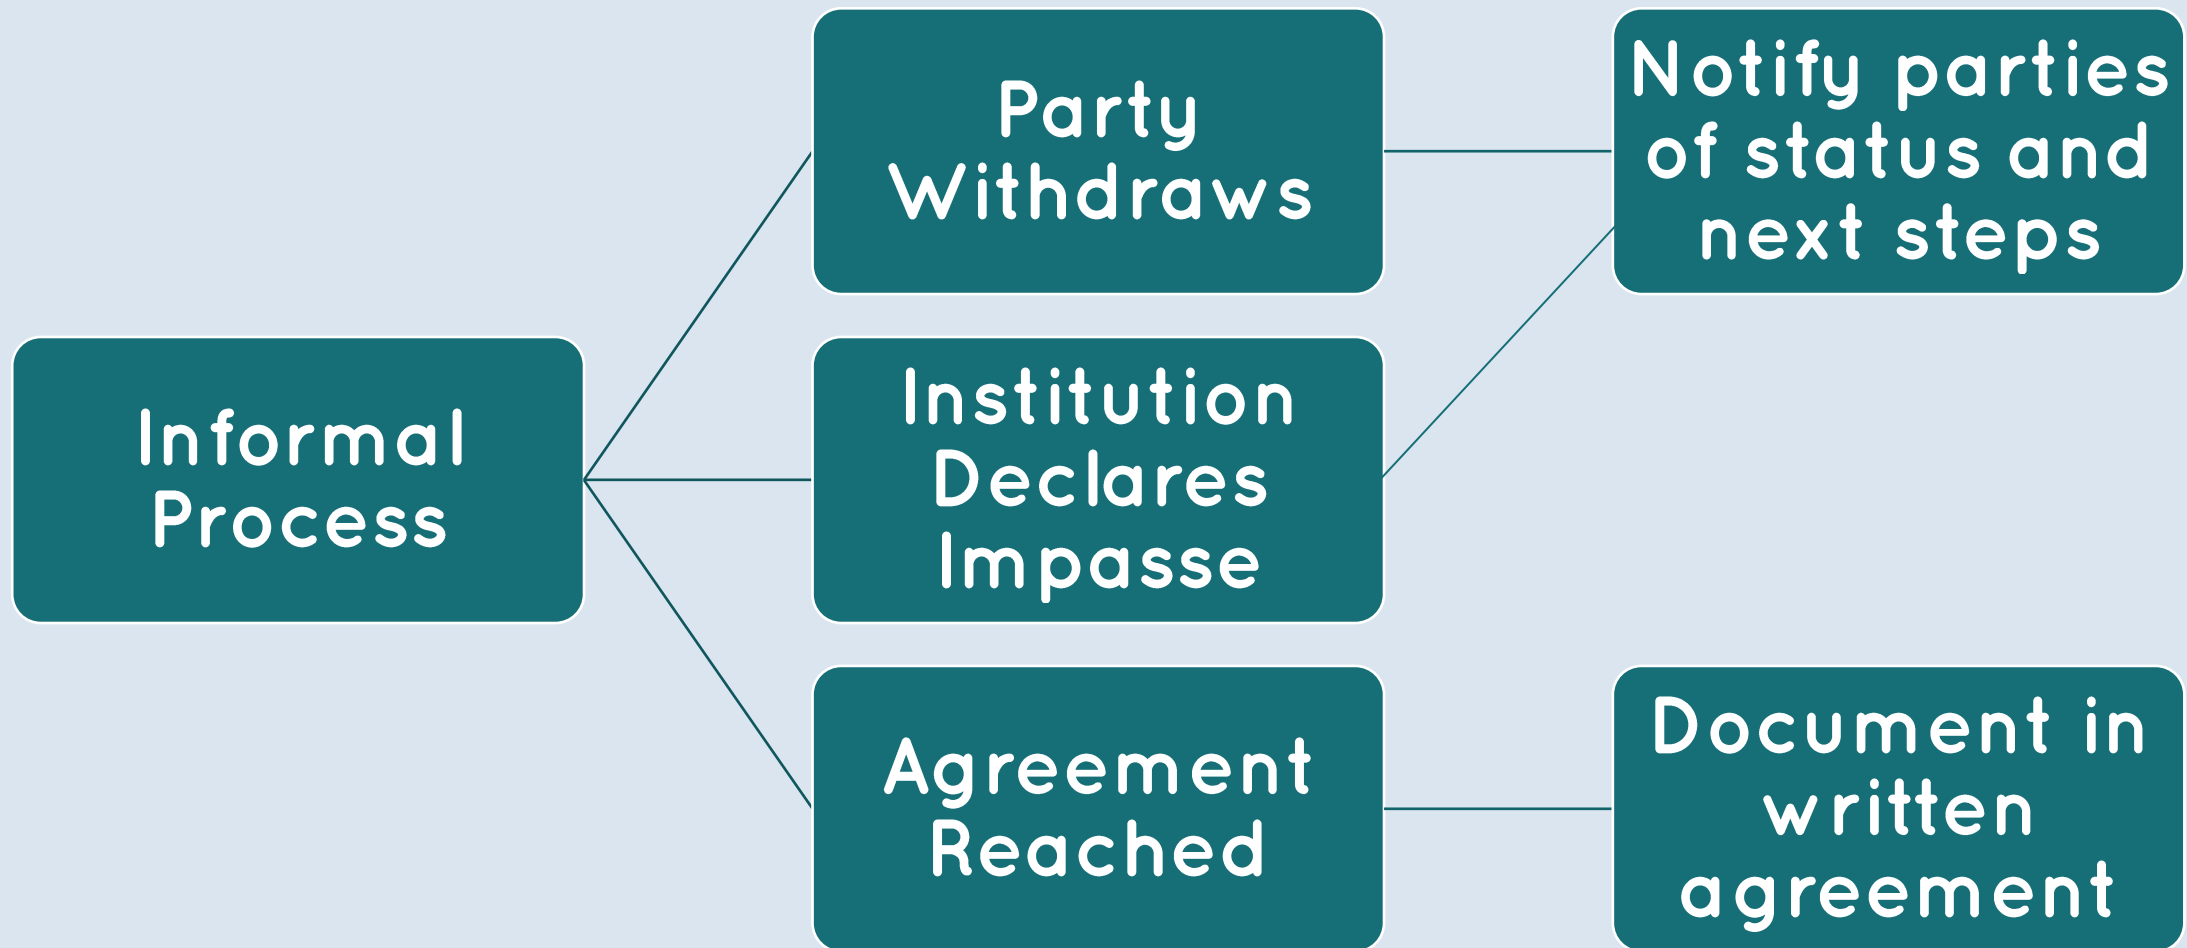 Informal
Process
Party
Withdraws
Institution
Declares
Impasse
Agreement
Reached
Notify parties
of status and
next steps
Document in
written
agreement